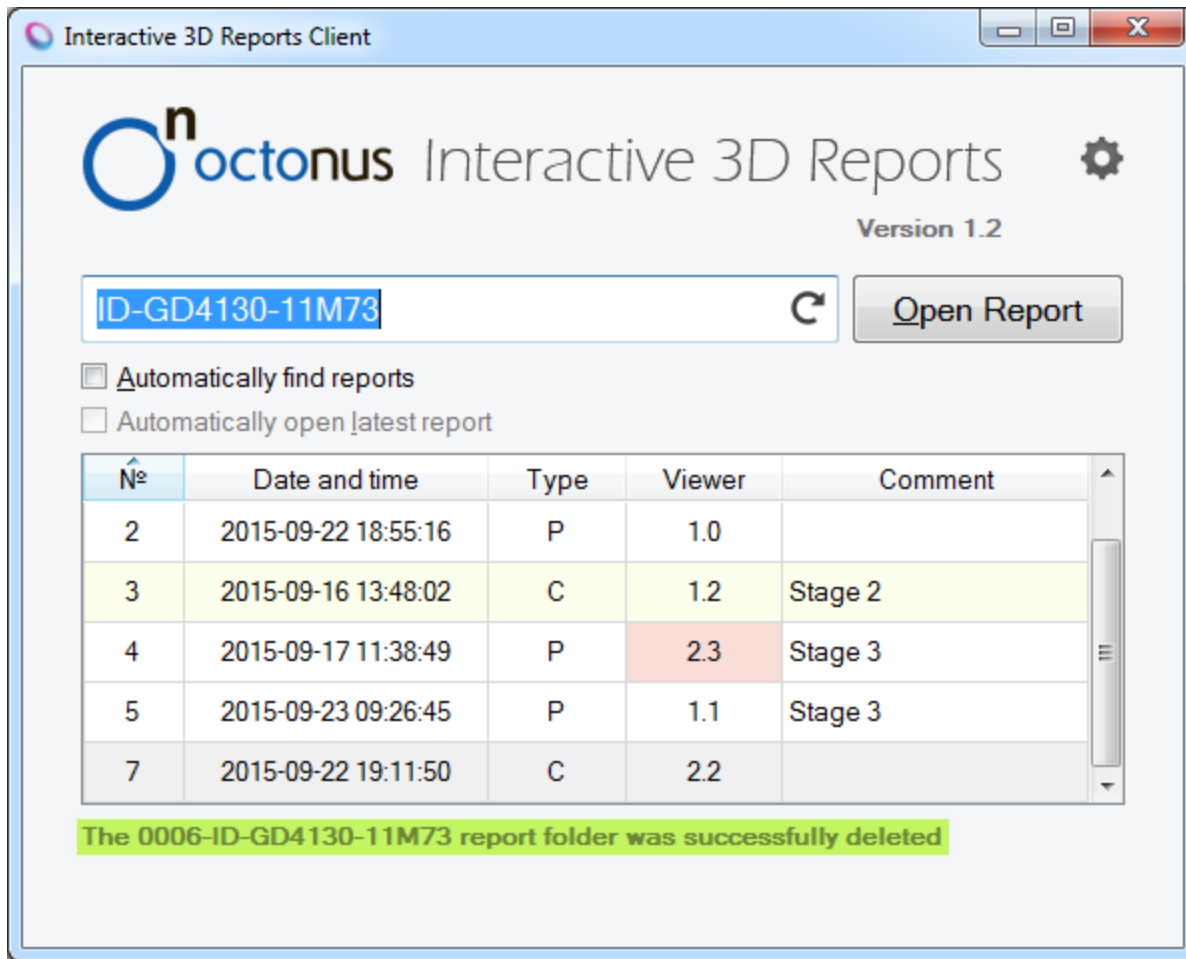 Interactive 3D Reports Client
On octonus Interactive 3D Reports
Version 1.2
ID-GD4130-11M73 Open Report
Automatically find reports
Automatically open latest report
№ Date and time Type Viewer Comment
2 2015-09-22 18:55:16 P 1.0
3 2015-09-16 13:48:02 C 1.2 Stage 2
4 2015-09-17 11:38:49 P 2.3 Stage 3
5 2015-09-23 09:26:45 P 1.1 Stage 3
7 2015-09-22 19:11:50 C 2.2
The 0006-ID-GD4130-11M73 report folder was successfully deleted